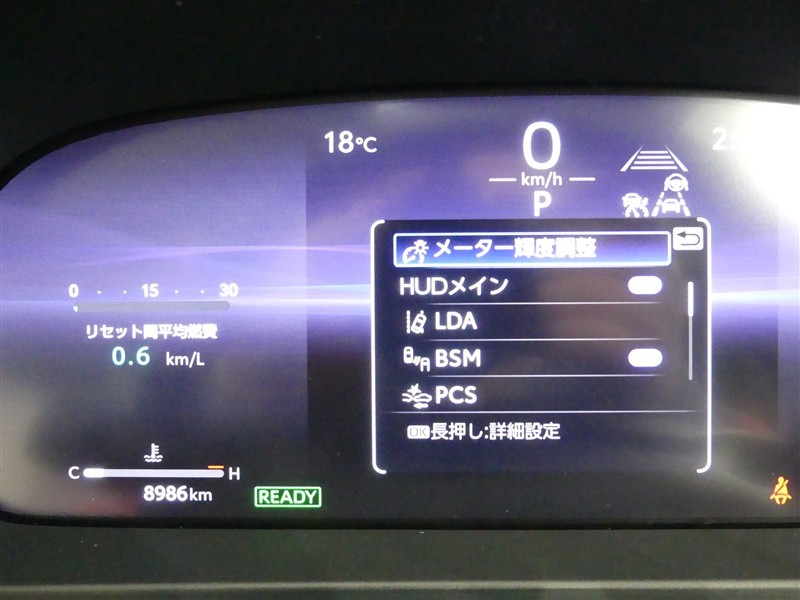 18℃
0
km/h
P
メーター輝度調整
HUDメイン
LDA
BSM
PCS
OK長押し:詳細設定
0 ・ ・ 15 ・ ・ 30
リセット間平均燃費
0.6 km/L
C H
8986km
READY